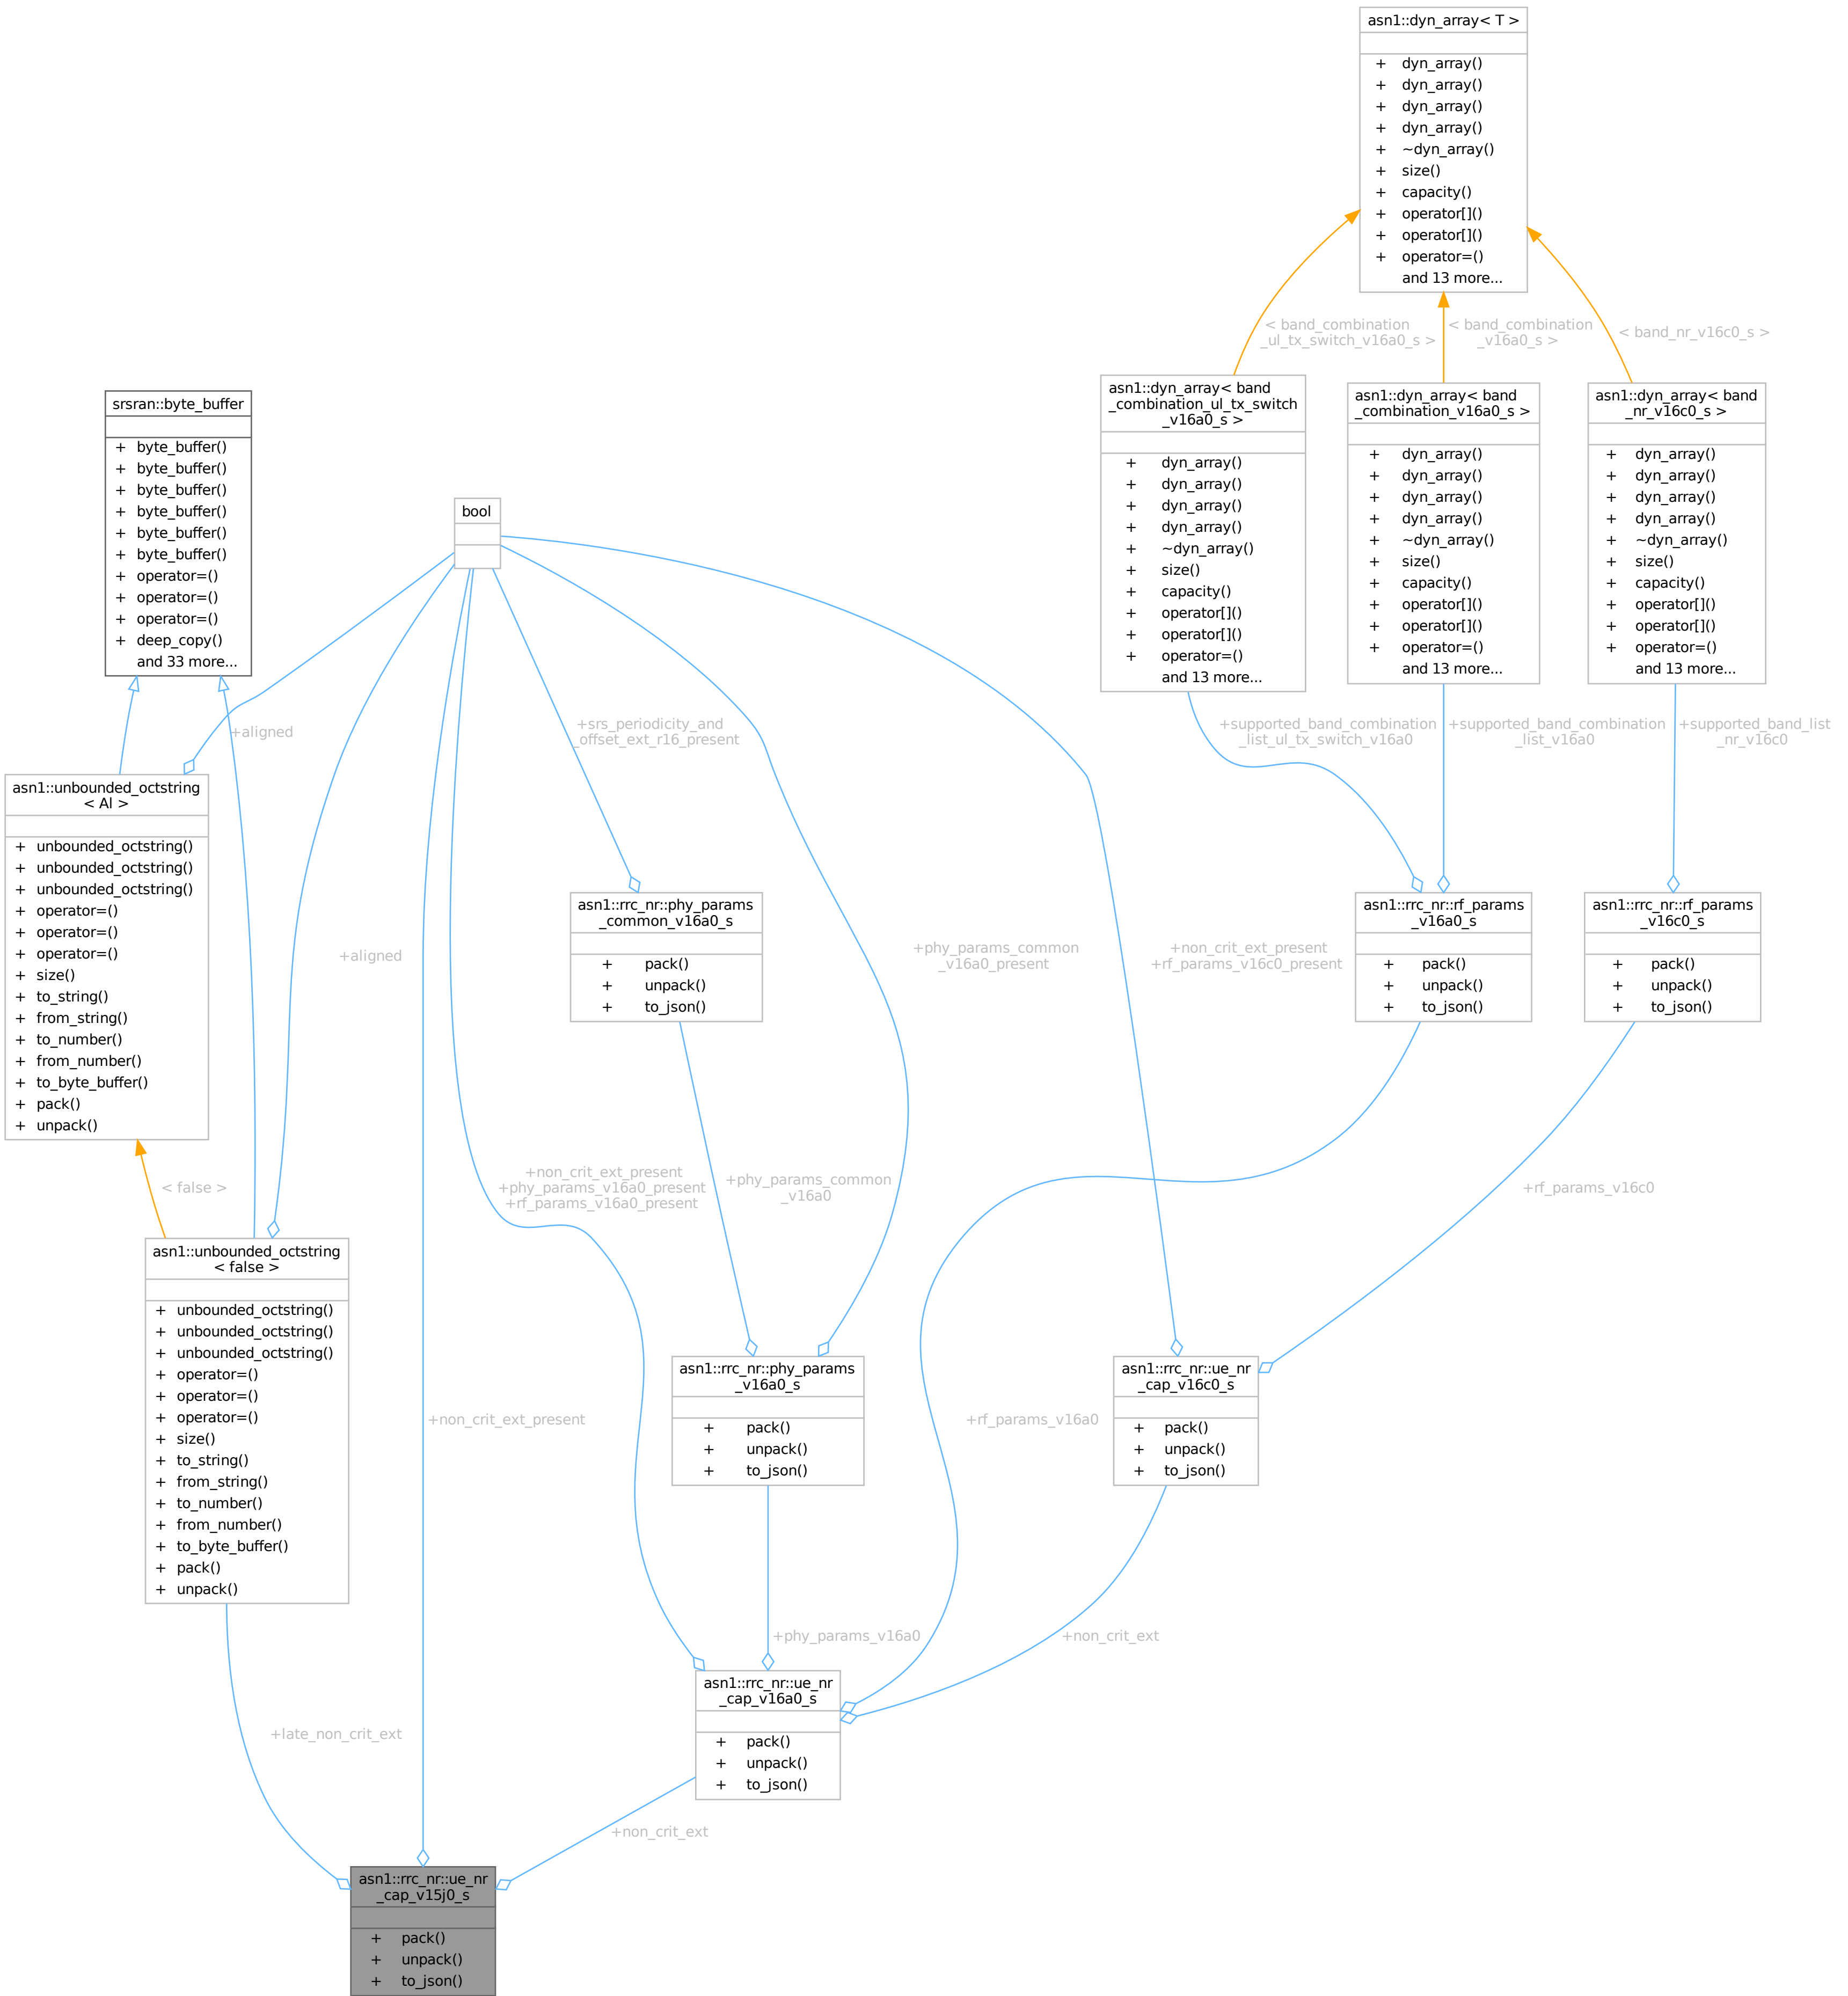 asn1::dyn_array< T >
+ dyn_array()
+ dyn_array()
+ dyn_array()
+ dyn_array()
+ ~dyn_array()
+ size()
+ capacity()
+ operator[]()
+ operator[]()
+ operator=()
and 13 more...
< band_combination
_ul_tx_switch_v16a0_s >
< band_combination
_v16a0_s >
< band_nr_v16c0_s >
asn1::dyn_array< band
_combination_ul_tx_switch
_v16a0_s >
+ dyn_array()
+ dyn_array()
+ dyn_array()
+ dyn_array()
+ ~dyn_array()
+ size()
+ capacity()
+ operator[]()
+ operator[]()
+ operator=()
and 13 more...
asn1::dyn_array< band
_combination_v16a0_s >
+ dyn_array()
+ dyn_array()
+ dyn_array()
+ dyn_array()
+ ~dyn_array()
+ size()
+ capacity()
+ operator[]()
+ operator[]()
+ operator=()
and 13 more...
asn1::dyn_array< band
_nr_v16c0_s >
+ dyn_array()
+ dyn_array()
+ dyn_array()
+ dyn_array()
+ ~dyn_array()
+ size()
+ capacity()
+ operator[]()
+ operator[]()
+ operator=()
and 13 more...
srsran::byte_buffer
+ byte_buffer()
+ byte_buffer()
+ byte_buffer()
+ byte_buffer()
+ byte_buffer()
+ byte_buffer()
+ operator=()
+ operator=()
+ operator=()
+ deep_copy()
and 33 more...
bool
+aligned
+srs_periodicity_and
_offset_ext_r16_present
+supported_band_combination
_list_ul_tx_switch_v16a0
+supported_band_combination
_list_v16a0
+supported_band_list
_nr_v16c0
asn1::unbounded_octstring
< Al >
+ unbounded_octstring()
+ unbounded_octstring()
+ unbounded_octstring()
+ operator=()
+ operator=()
+ operator=()
+ size()
+ to_string()
+ from_string()
+ to_number()
+ from_number()
+ to_byte_buffer()
+ pack()
+ unpack()
+aligned
asn1::rrc_nr::phy_params
_common_v16a0_s
+ pack()
+ unpack()
+ to_json()
+phy_params_common
_v16a0_present
+non_crit_ext_present
+rf_params_v16c0_present
asn1::rrc_nr::rf_params
_v16a0_s
+ pack()
+ unpack()
+ to_json()
asn1::rrc_nr::rf_params
_v16c0_s
+ pack()
+ unpack()
+ to_json()
< false >
+non_crit_ext_present
+phy_params_v16a0_present
+rf_params_v16a0_present
+phy_params_common
_v16a0
+rf_params_v16c0
asn1::unbounded_octstring
< false >
+ unbounded_octstring()
+ unbounded_octstring()
+ unbounded_octstring()
+ operator=()
+ operator=()
+ operator=()
+ size()
+ to_string()
+ from_string()
+ to_number()
+ from_number()
+ to_byte_buffer()
+ pack()
+ unpack()
+non_crit_ext_present
asn1::rrc_nr::phy_params
_v16a0_s
+ pack()
+ unpack()
+ to_json()
+rf_params_v16a0
asn1::rrc_nr::ue_nr
_cap_v16c0_s
+ pack()
+ unpack()
+ to_json()
+phy_params_v16a0
+non_crit_ext
+late_non_crit_ext
asn1::rrc_nr::ue_nr
_cap_v16a0_s
+ pack()
+ unpack()
+ to_json()
+non_crit_ext
asn1::rrc_nr::ue_nr
_cap_v15j0_s
+ pack()
+ unpack()
+ to_json()